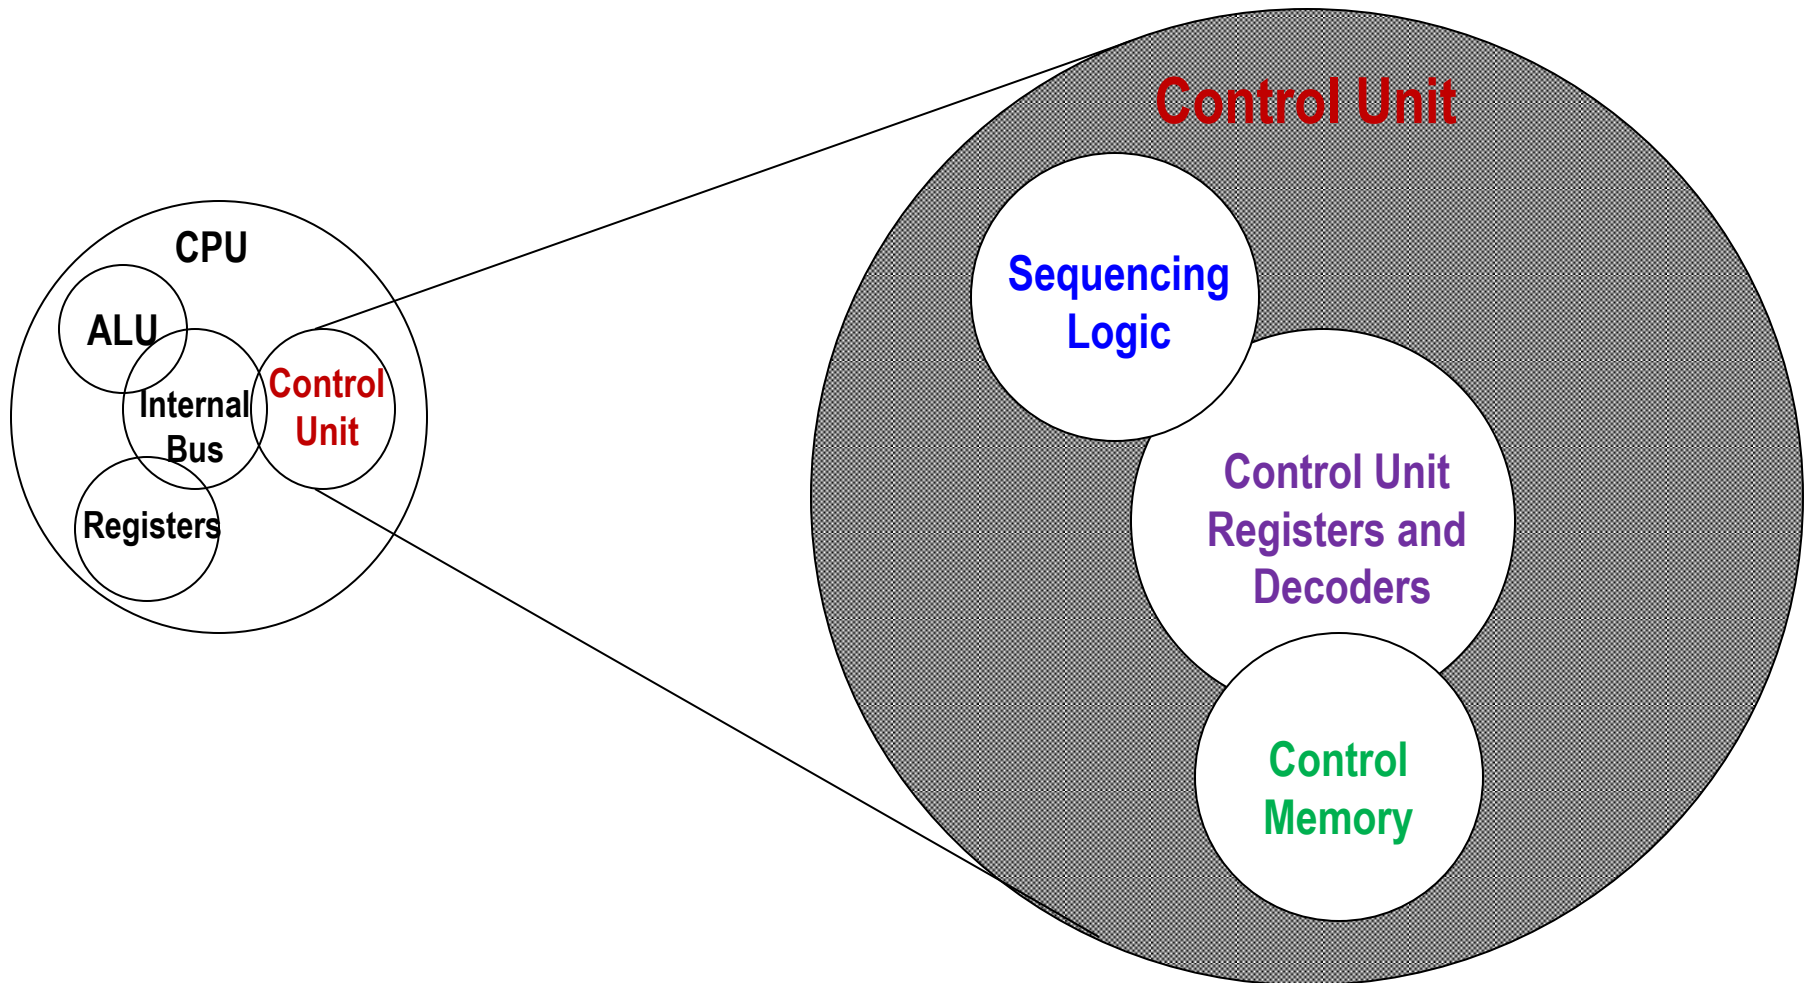 CPU
ALU
Internal
Bus
Control
Unit
Registers
Control Unit
Sequencing
Logic
Control Unit
Registers and
Decoders
Control
Memory